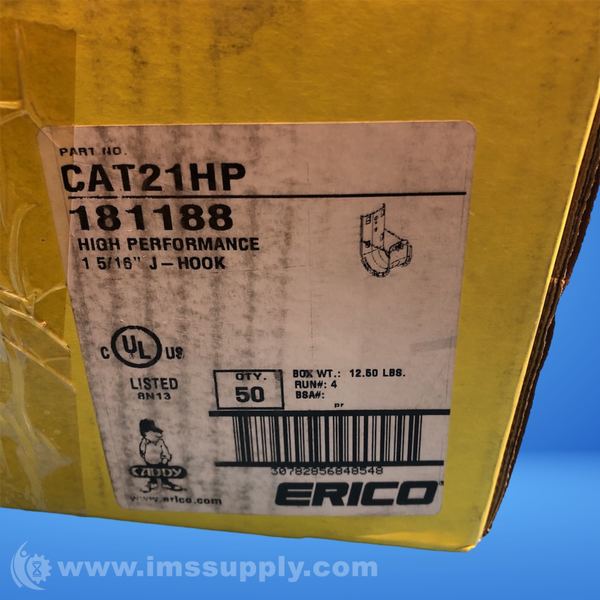 PART NO.
CAT21HP
181188
HIGH PERFORMANCE
1 5/16" J-HOOK
C UL US
LISTED
8N13
QTY.
50
BOX WT.: 12.50 LBS.
RUN#: 4
BSA#:
pr
30782856848548
CADDY
www.erico.com
ERICO
www.imssupply.com